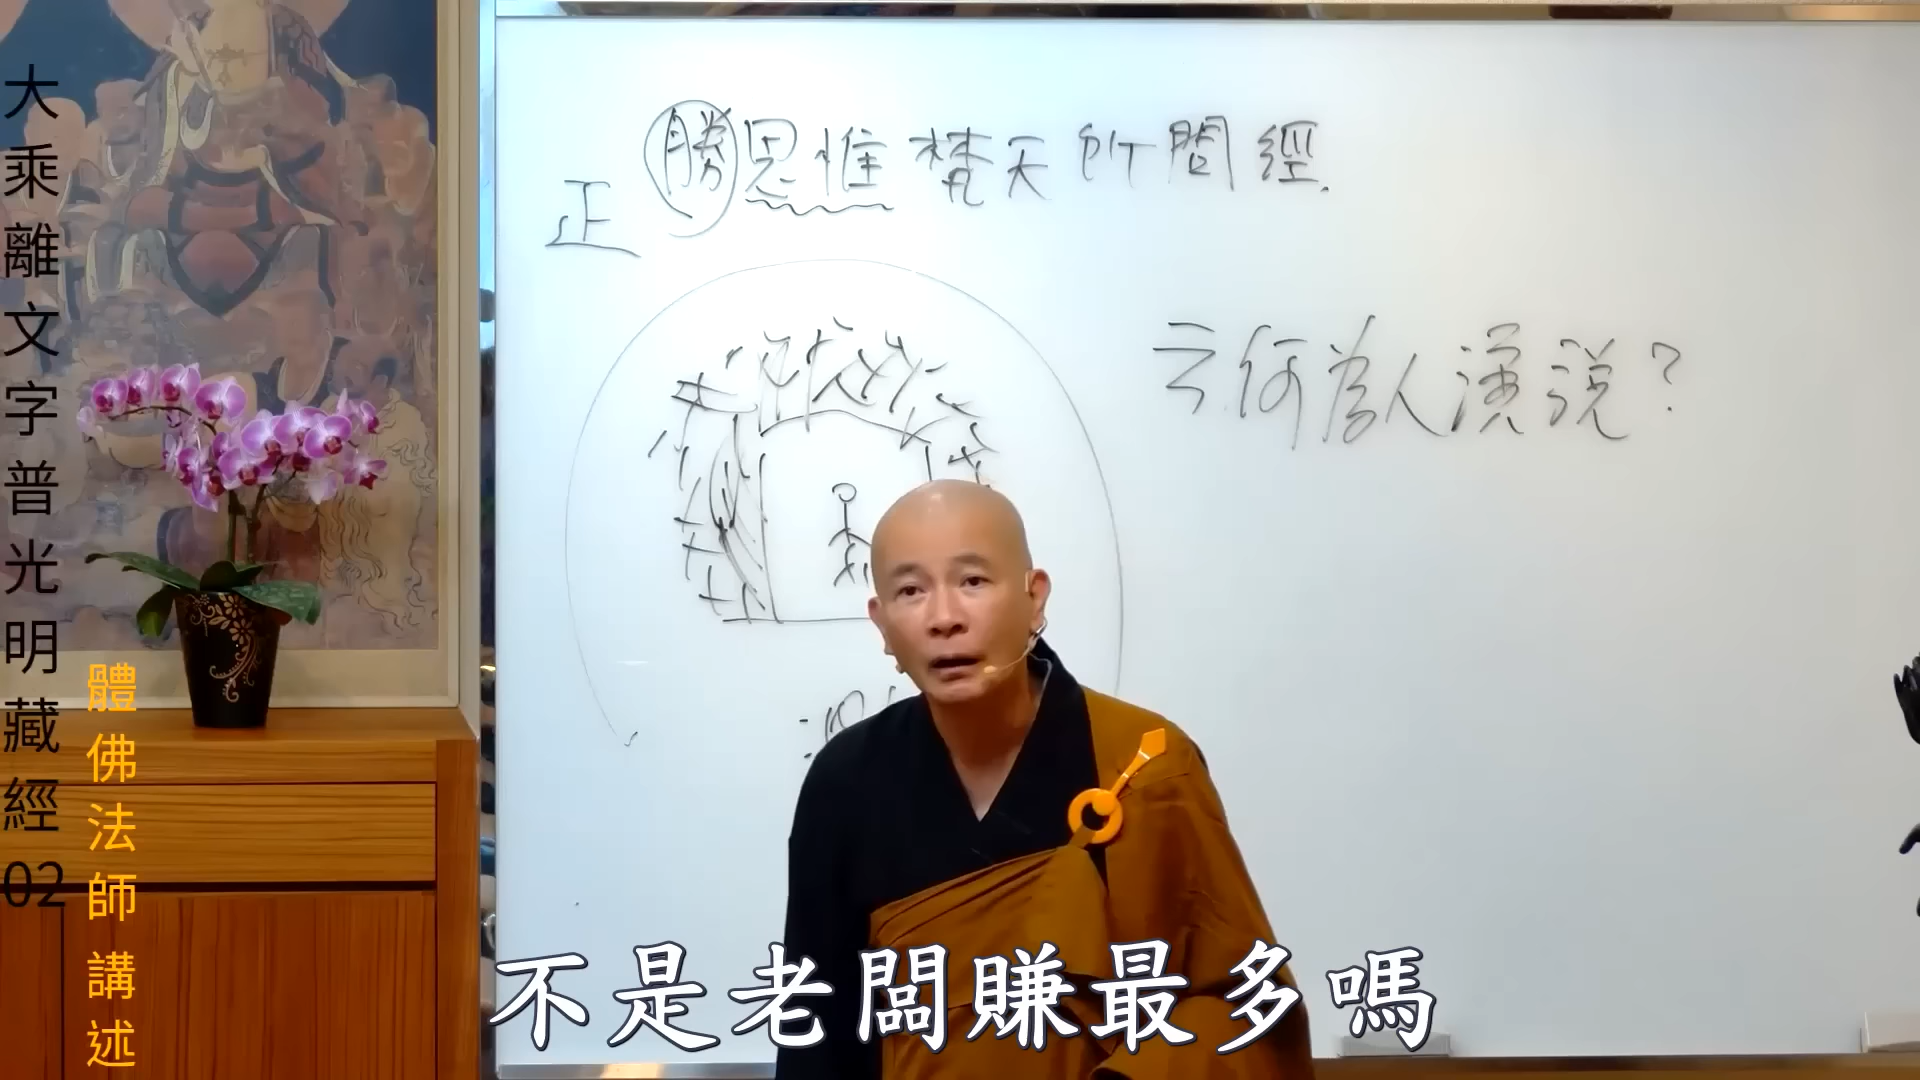 大乘離文字普光明藏經02
體佛法師講述
正
勝思惟梵天所問經.
云何為人演說?
不是老闆賺最多嗎